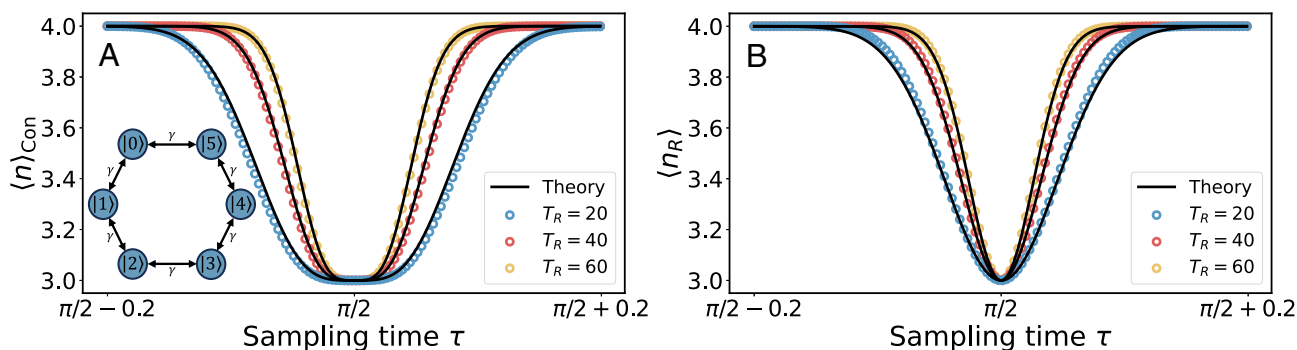 A
⟨n⟩Con
4.0
3.8
3.6
3.4
3.2
3.0
|0⟩ γ |5⟩
γ γ
|1⟩ |4⟩
γ γ
|2⟩ γ |3⟩
Theory
T_R = 20
T_R = 40
T_R = 60
π/2 − 0.2 π/2 π/2 + 0.2
Sampling time τ
B
⟨n_R⟩
4.0
3.8
3.6
3.4
3.2
3.0
Theory
T_R = 20
T_R = 40
T_R = 60
π/2 − 0.2 π/2 π/2 + 0.2
Sampling time τ